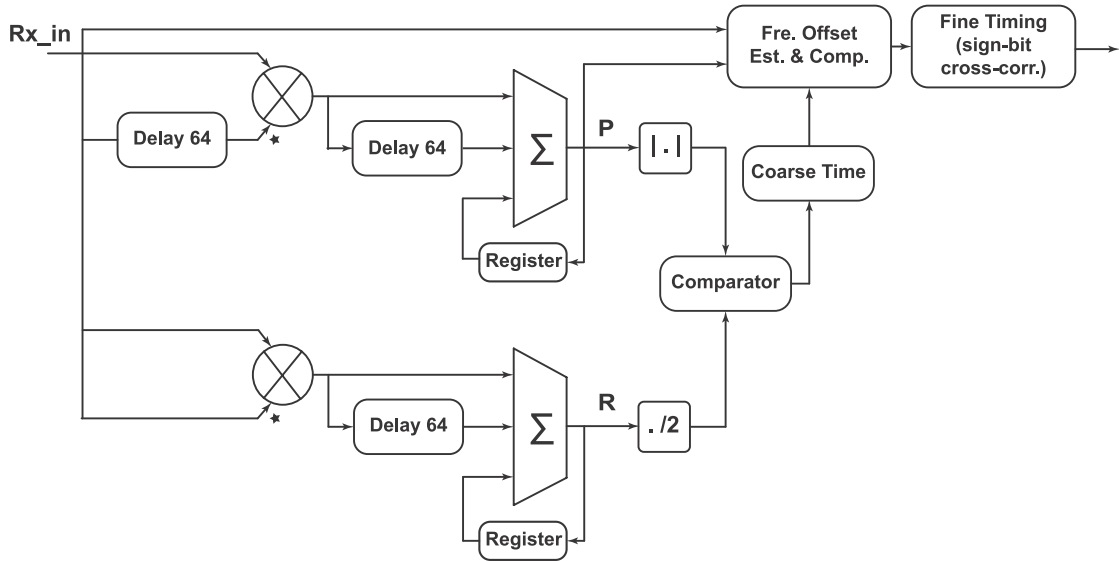 Rx_in
Fre. Offset
Est. & Comp.
Fine Timing
(sign-bit
cross-corr.)
Delay 64
Delay 64
Σ
P
| . |
Coarse Time
Register
Comparator
Delay 64
Σ
R
. /2
Register